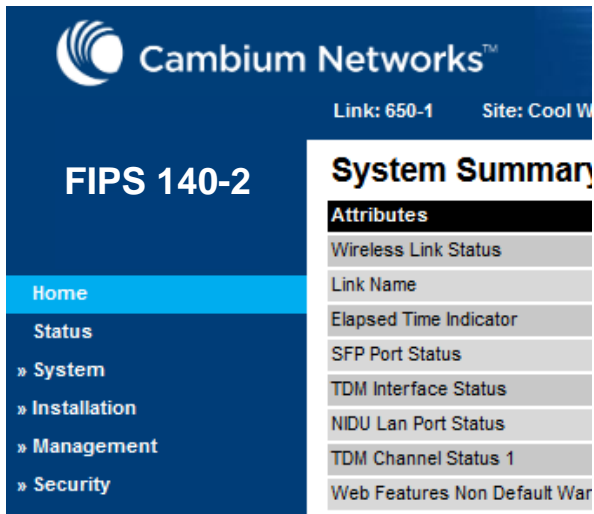 Cambium Networks™
Link: 650-1 Site: Cool
FIPS 140-2
System Summary
Attributes
Wireless Link Status
Link Name
Elapsed Time Indicator
SFP Port Status
TDM Interface Status
NIDU Lan Port Status
TDM Channel Status 1
Web Features Non Default
Home
Status
» System
» Installation
» Management
» Security